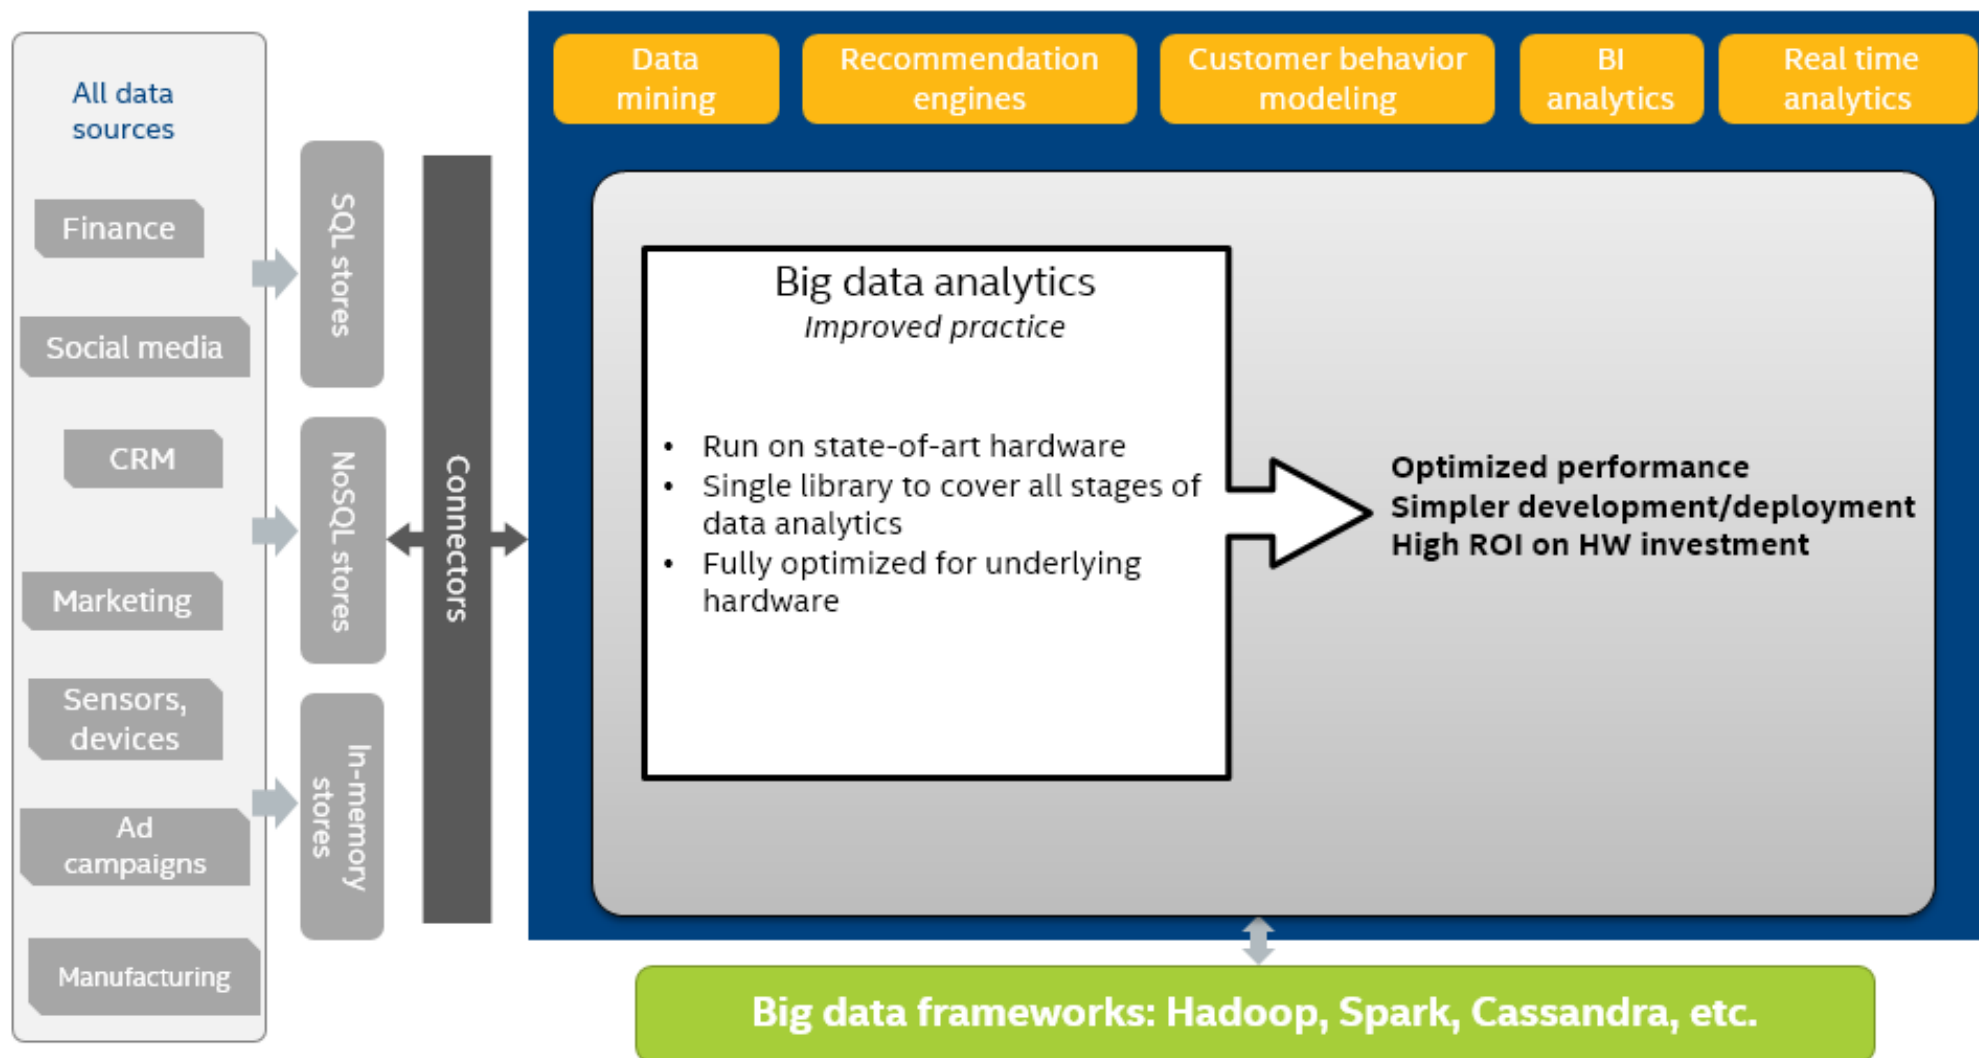 All data
sources
Finance
Social media
CRM
Marketing
Sensors,
devices
Ad
campaigns
Manufacturing
SQL stores
NoSQL stores
In-memory
stores
Connectors
Data
mining
Recommendation
engines
Customer behavior
modeling
BI
analytics
Real time
analytics
Big data analytics
Improved practice
• Run on state-of-art hardware
• Single library to cover all stages of
data analytics
• Fully optimized for underlying
hardware
Optimized performance
Simpler development/deployment
High ROI on HW investment
Big data frameworks: Hadoop, Spark, Cassandra, etc.